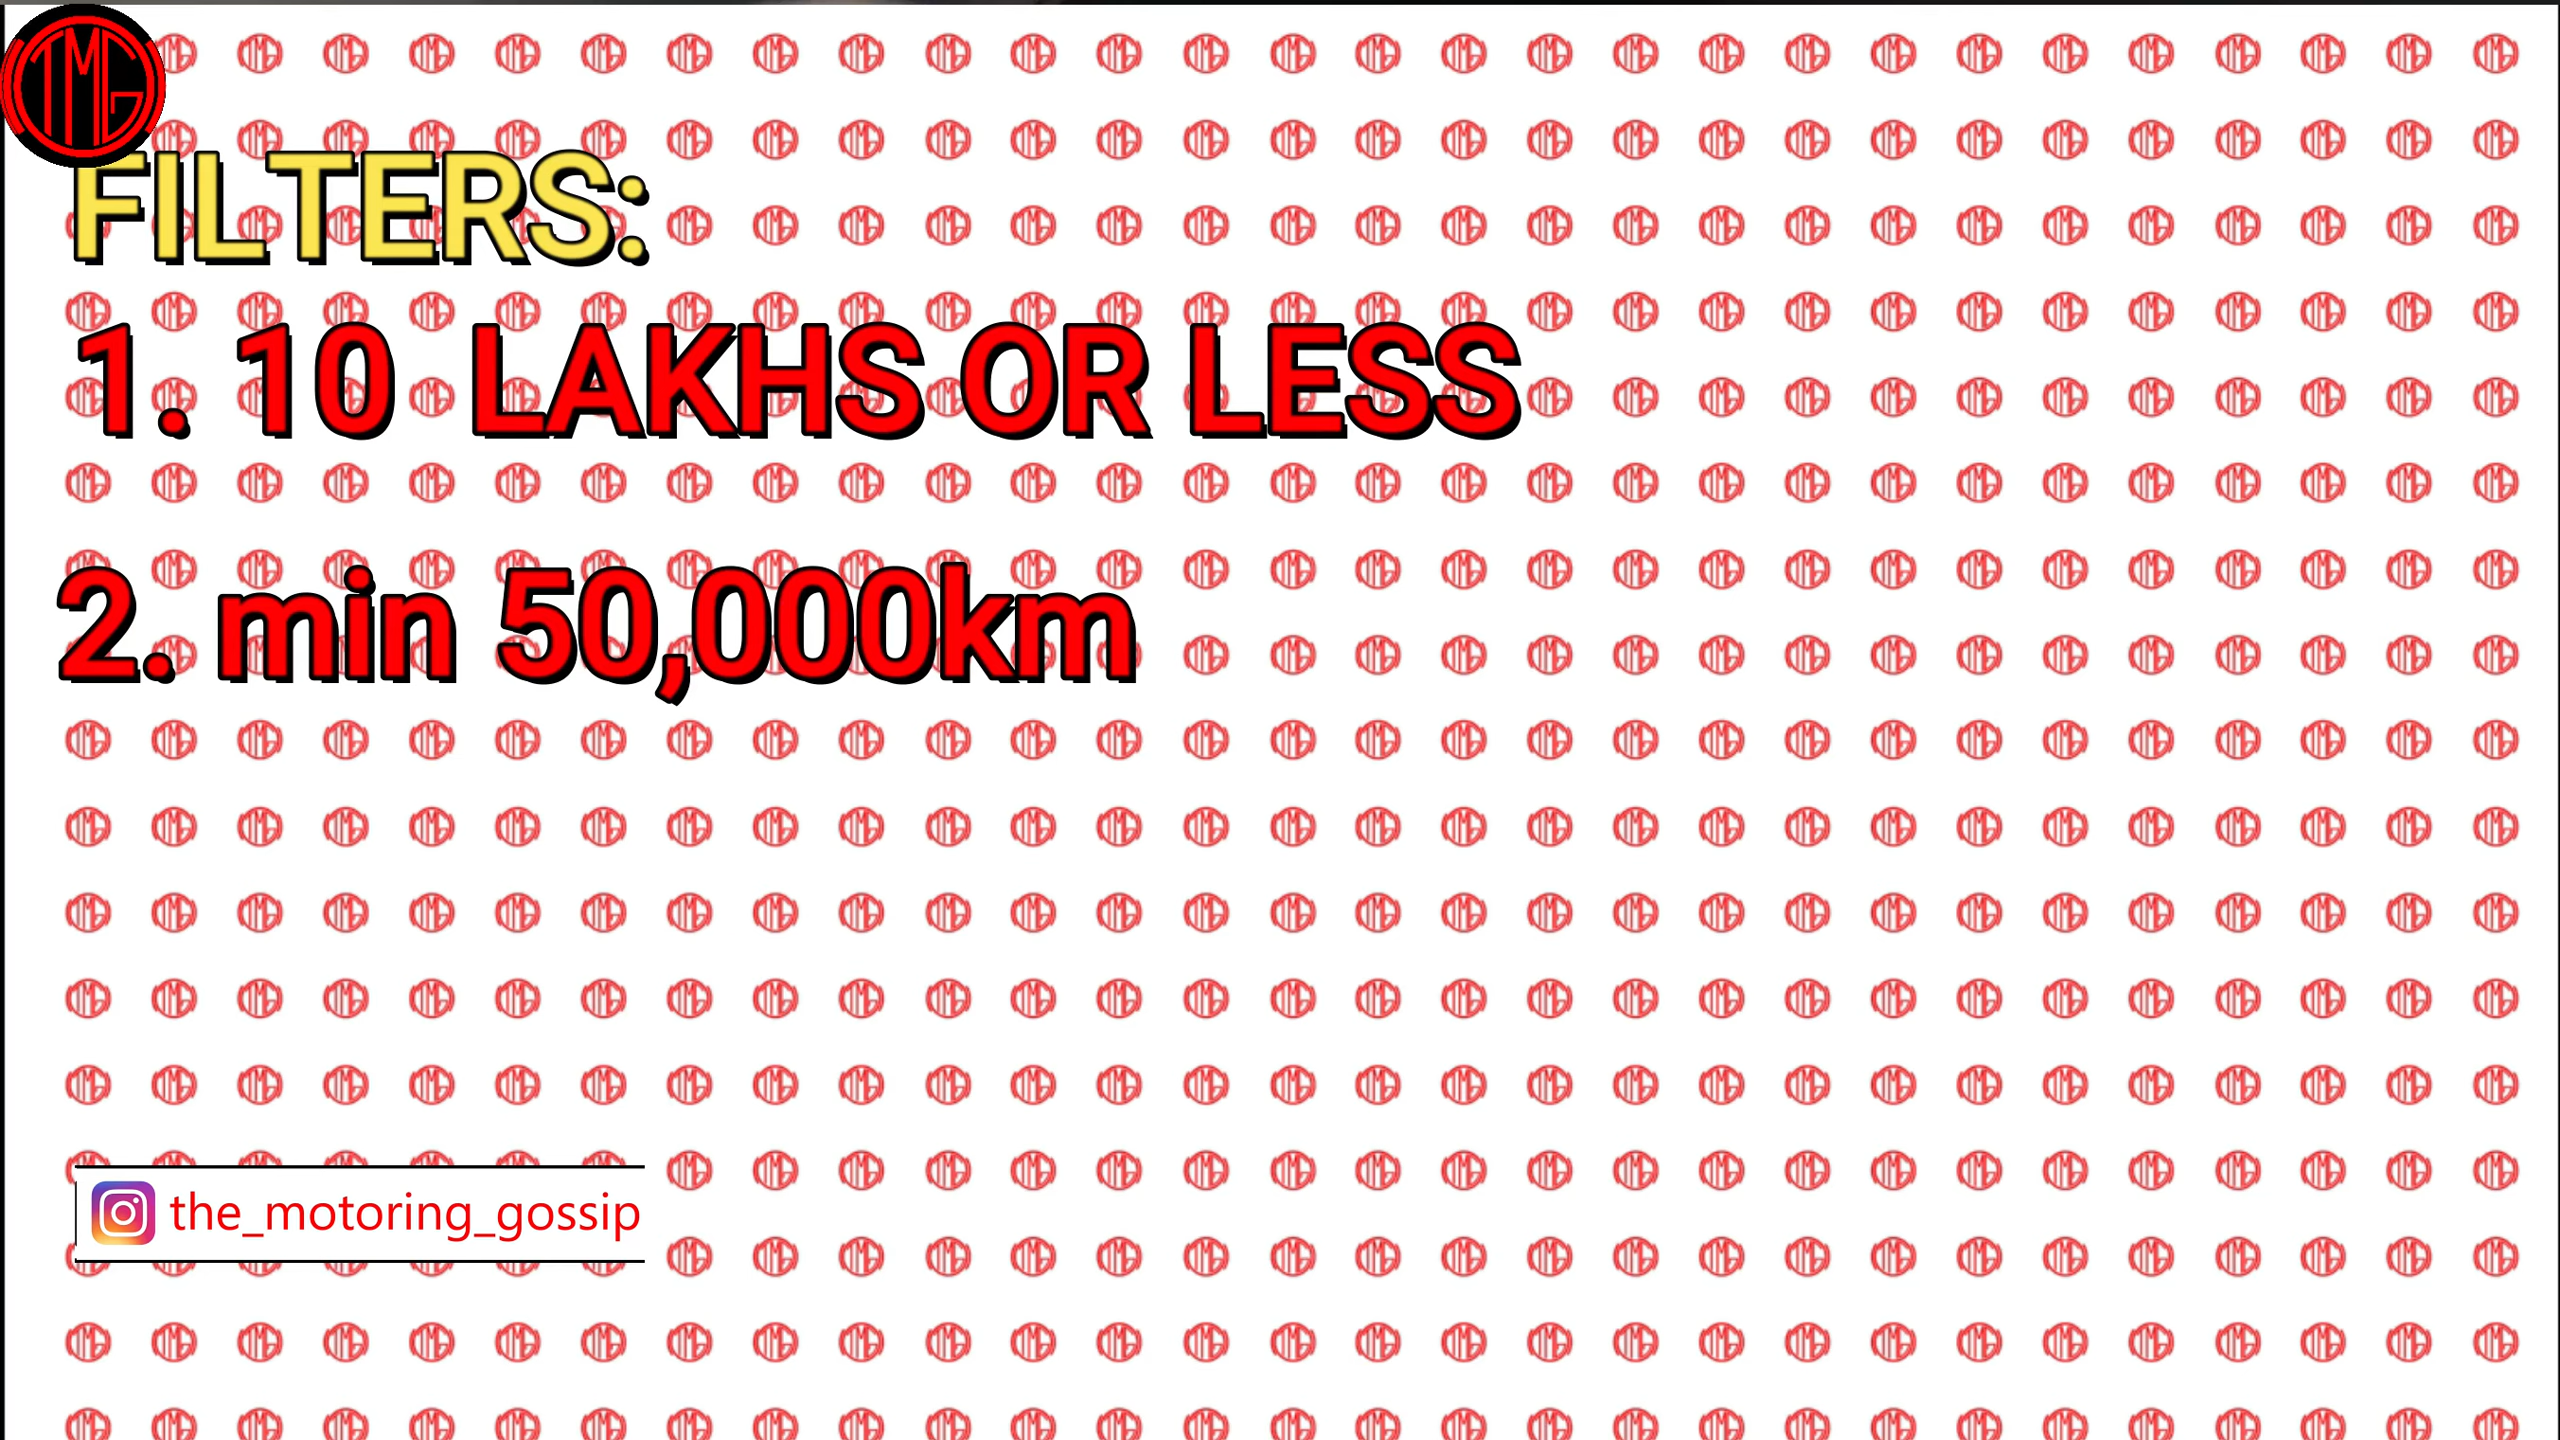 TMG
FILTERS:
1. 10 LAKHS OR LESS
2. min 50,000km
the_motoring_gossip